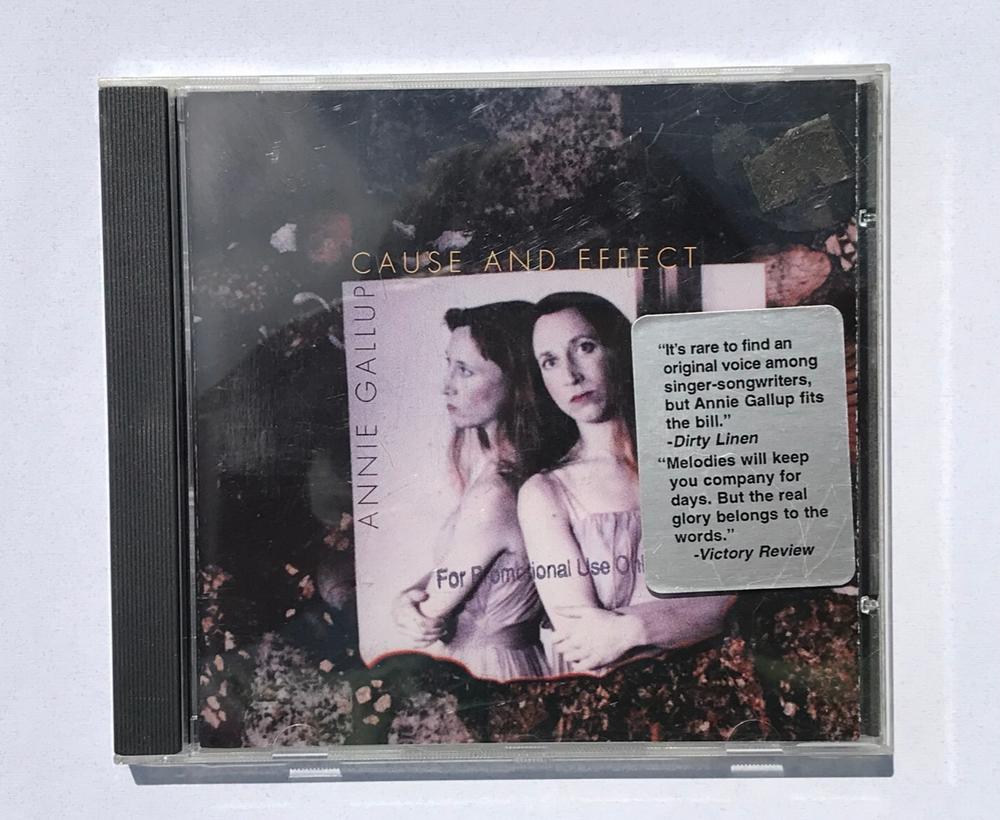 CAUSE AND EFFECT
ANNIE GALLUP
“It's rare to find an
original voice among
singer-songwriters,
but Annie Gallup fits
the bill.”
-Dirty Linen
“Melodies will keep
you company for
days. But the real
glory belongs to the
words.”
-Victory Review
For Promotional Use Onl